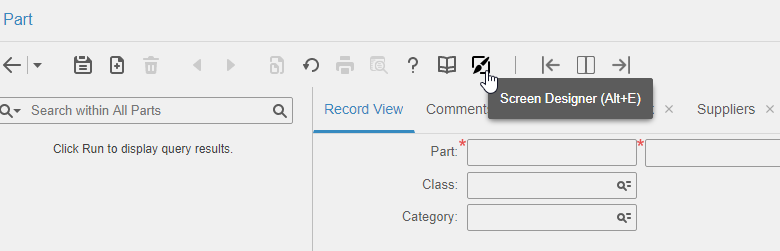 Part
Search within All Parts
Click Run to display query results.
Record View
Comments
Suppliers
Screen Designer (Alt+E)
Part:
Class:
Category: